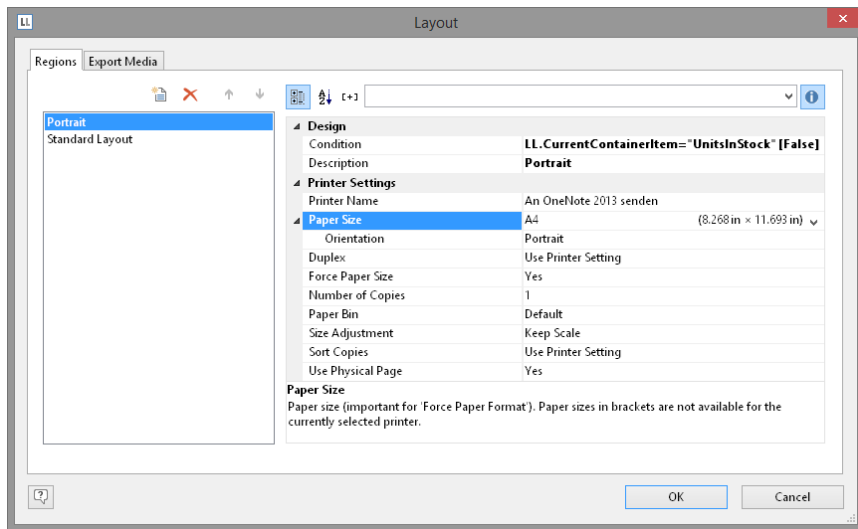 LL
Layout
Regions
Export Media
[+]
Portrait
Standard Layout
Design
Condition LL.CurrentContainerItem="UnitsInStock" [False]
Description Portrait
Printer Settings
Printer Name An OneNote 2013 senden
Paper Size A4 (8.268 in × 11.693 in)
Orientation Portrait
Duplex Use Printer Setting
Force Paper Size Yes
Number of Copies 1
Paper Bin Default
Size Adjustment Keep Scale
Sort Copies Use Printer Setting
Use Physical Page Yes
Paper Size
Paper size (important for 'Force Paper Format'). Paper sizes in brackets are not available for the
currently selected printer.
OK
Cancel